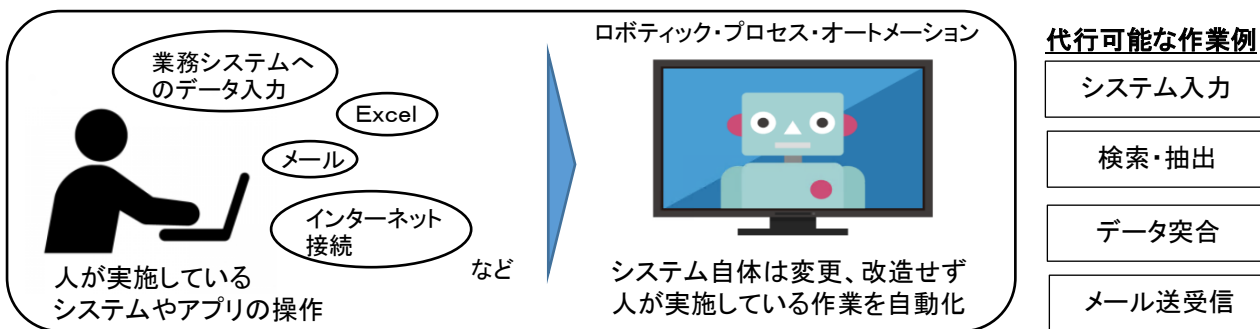 業務システムへ
のデータ入力
Excel
メール
インターネット
接続
など
人が実施している
システムやアプリの操作
ロボティック・プロセス・オートメーション
システム自体は変更、改造せず
人が実施している作業を自動化
代行可能な作業例
システム入力
検索・抽出
データ突合
メール送受信